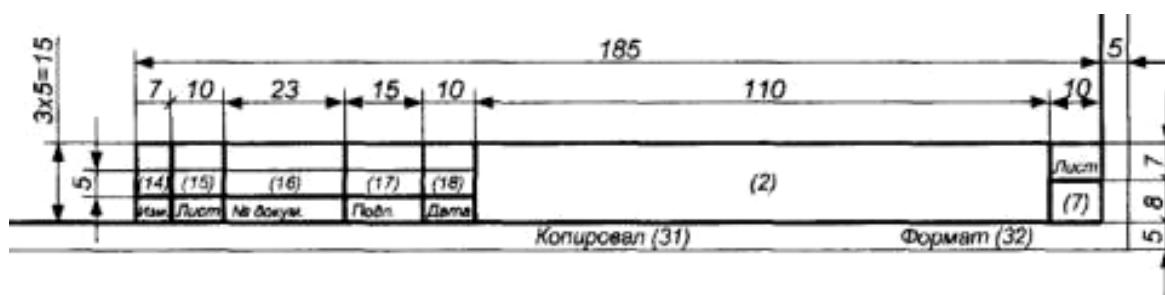 185 5
3x5=15
7 10 23 15 10 110 10
Лист 7
5 (14) (15) (16) (17) (18) (2)
Изм. Лист № докум. Подп. Дата (7) 8
Копировал (31) Формат (32) 5